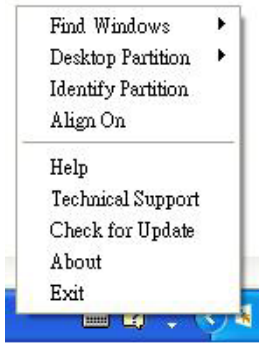 Find Windows
Desktop Partition
Identify Partition
Align On
Help
Technical Support
Check for Update
About
Exit